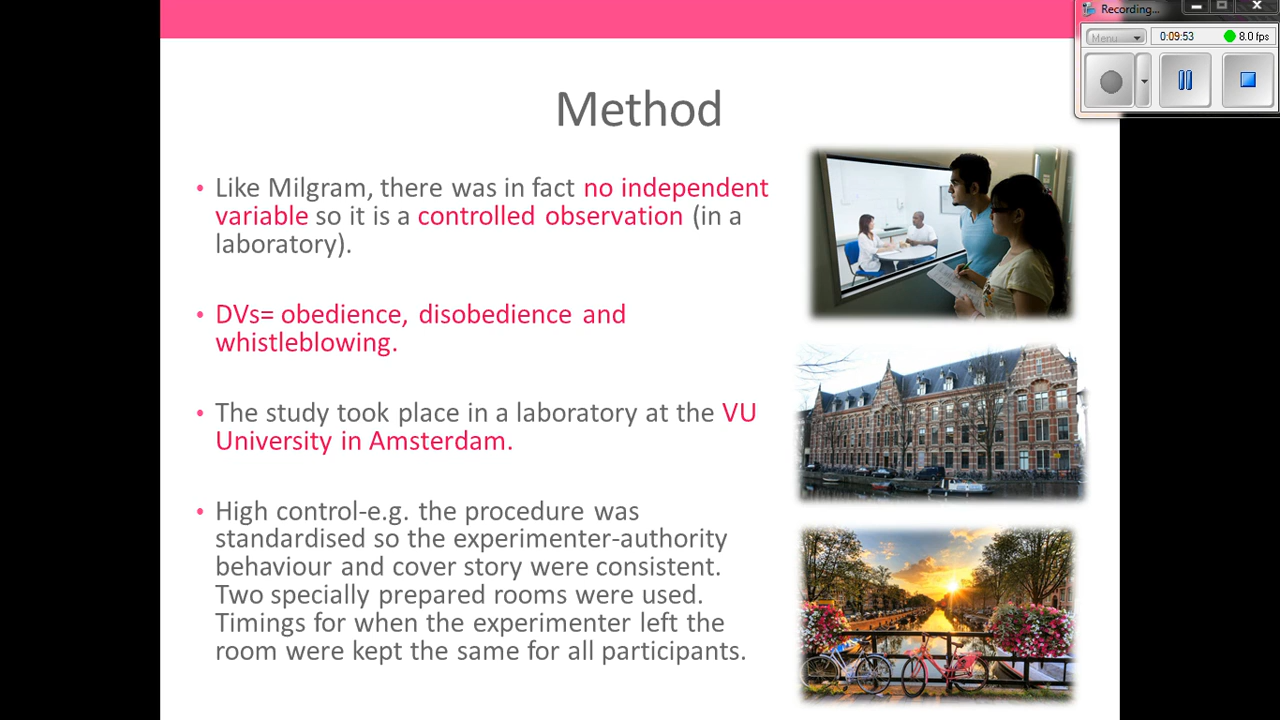 Recording...
Menu
0:09:53
8.0 fps
Method
• Like Milgram, there was in fact no independent
variable so it is a controlled observation (in a
laboratory).
• DVs= obedience, disobedience and
whistleblowing.
• The study took place in a laboratory at the VU
University in Amsterdam.
• High control-e.g. the procedure was
standardised so the experimenter-authority
behaviour and cover story were consistent.
Two specially prepared rooms were used.
Timings for when the experimenter left the
room were kept the same for all participants.